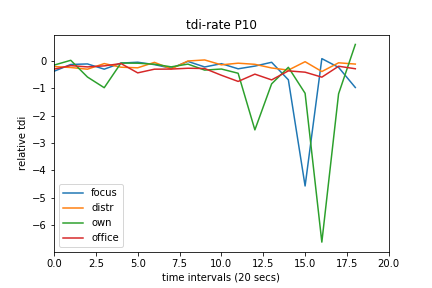 tdi-rate P10
relative tdi
0
−1
−2
−3
−4
−5
−6
focus
distr
own
office
0.0 2.5 5.0 7.5 10.0 12.5 15.0 17.5 20.0
time intervals (20 secs)